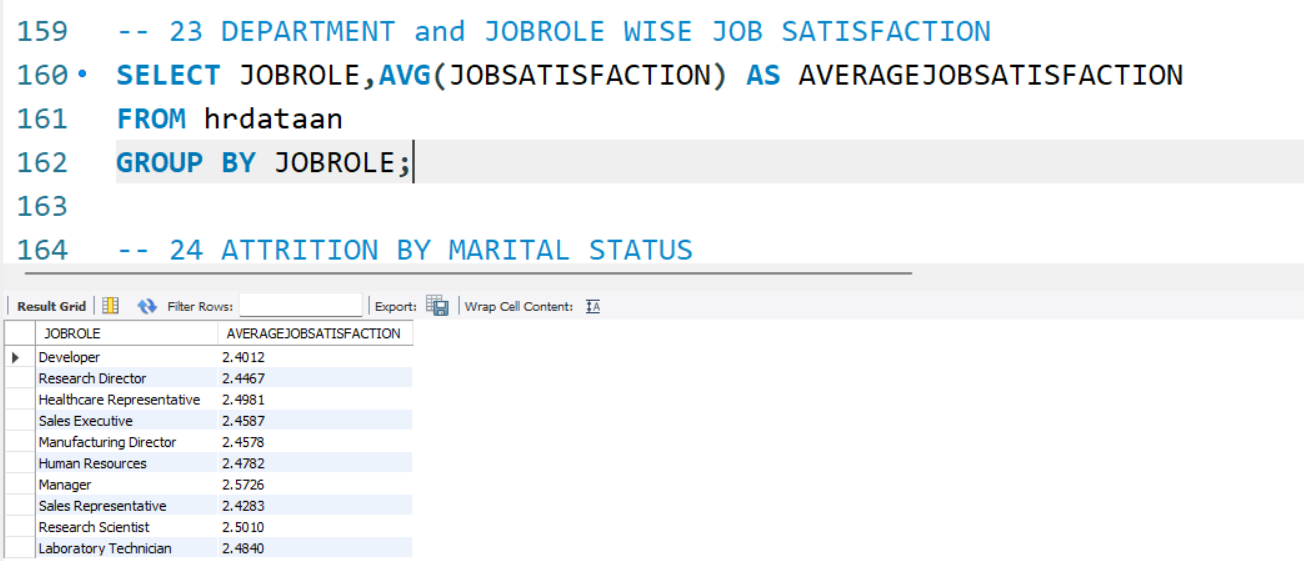 159 -- 23 DEPARTMENT and JOBROLE WISE JOB SATISFACTION
160 SELECT JOBROLE,AVG(JOBSATISFACTION) AS AVERAGEJOBSATISFACTION
161 FROM hrdataan
162 GROUP BY JOBROLE;
163
164 -- 24 ATTRITION BY MARITAL STATUS
Result Grid Filter Rows: Export: Wrap Cell Content: IA
JOBROLE AVERAGEJOBSATISFACTION
Developer 2.4012
Research Director 2.4467
Healthcare Representative 2.4981
Sales Executive 2.4587
Manufacturing Director 2.4578
Human Resources 2.4782
Manager 2.5726
Sales Representative 2.4283
Research Scientist 2.5010
Laboratory Technician 2.4840